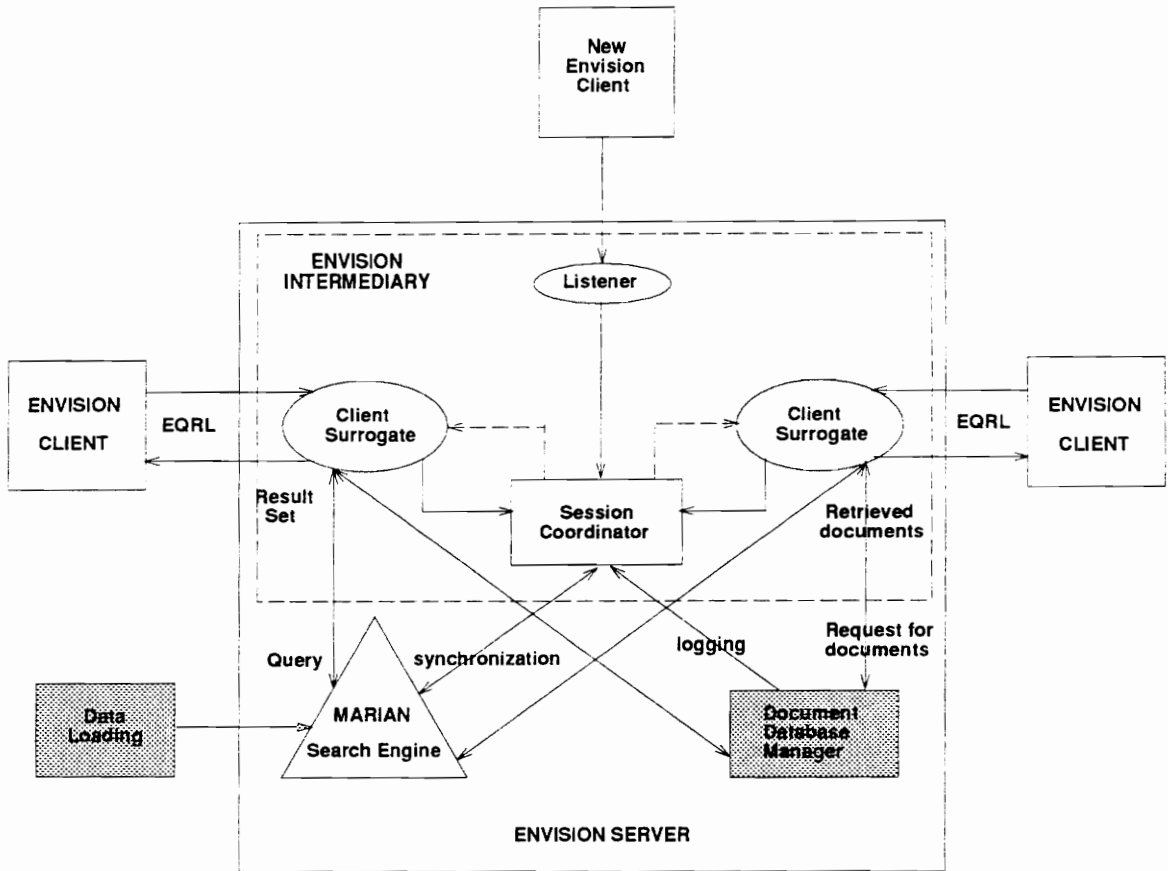 New
Envision
Client
ENVISION
INTERMEDIARY
Listener
ENVISION
CLIENT
EQRL
Client
Surrogate
Client
Surrogate
EQRL
ENVISION
CLIENT
Result
Set
Session
Coordinator
Retrieved
documents
Query
synchronization
logging
Request for
documents
Data
Loading
MARIAN
Search Engine
Document
Database
Manager
ENVISION SERVER